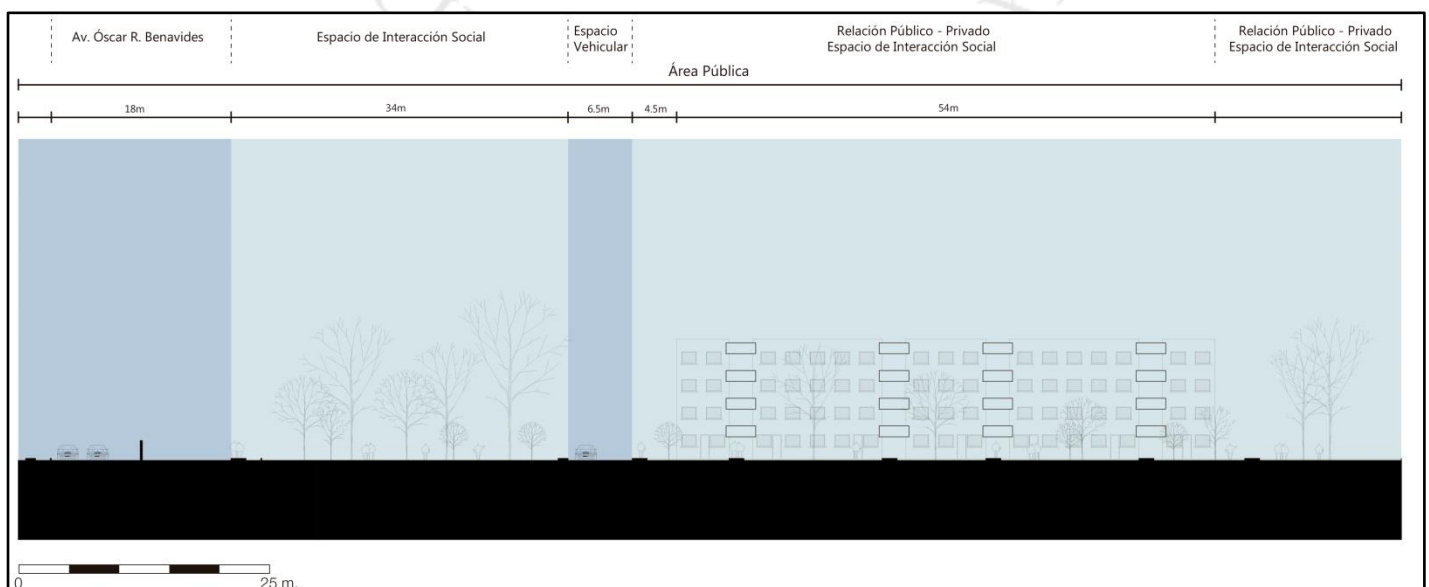 Av. Óscar R. Benavides
Espacio de Interacción Social
Espacio
Vehicular
Relación Público - Privado
Espacio de Interacción Social
Relación Público - Privado
Espacio de Interacción Social
Área Pública
18m
34m
6.5m
4.5m
54m
0
25 m.